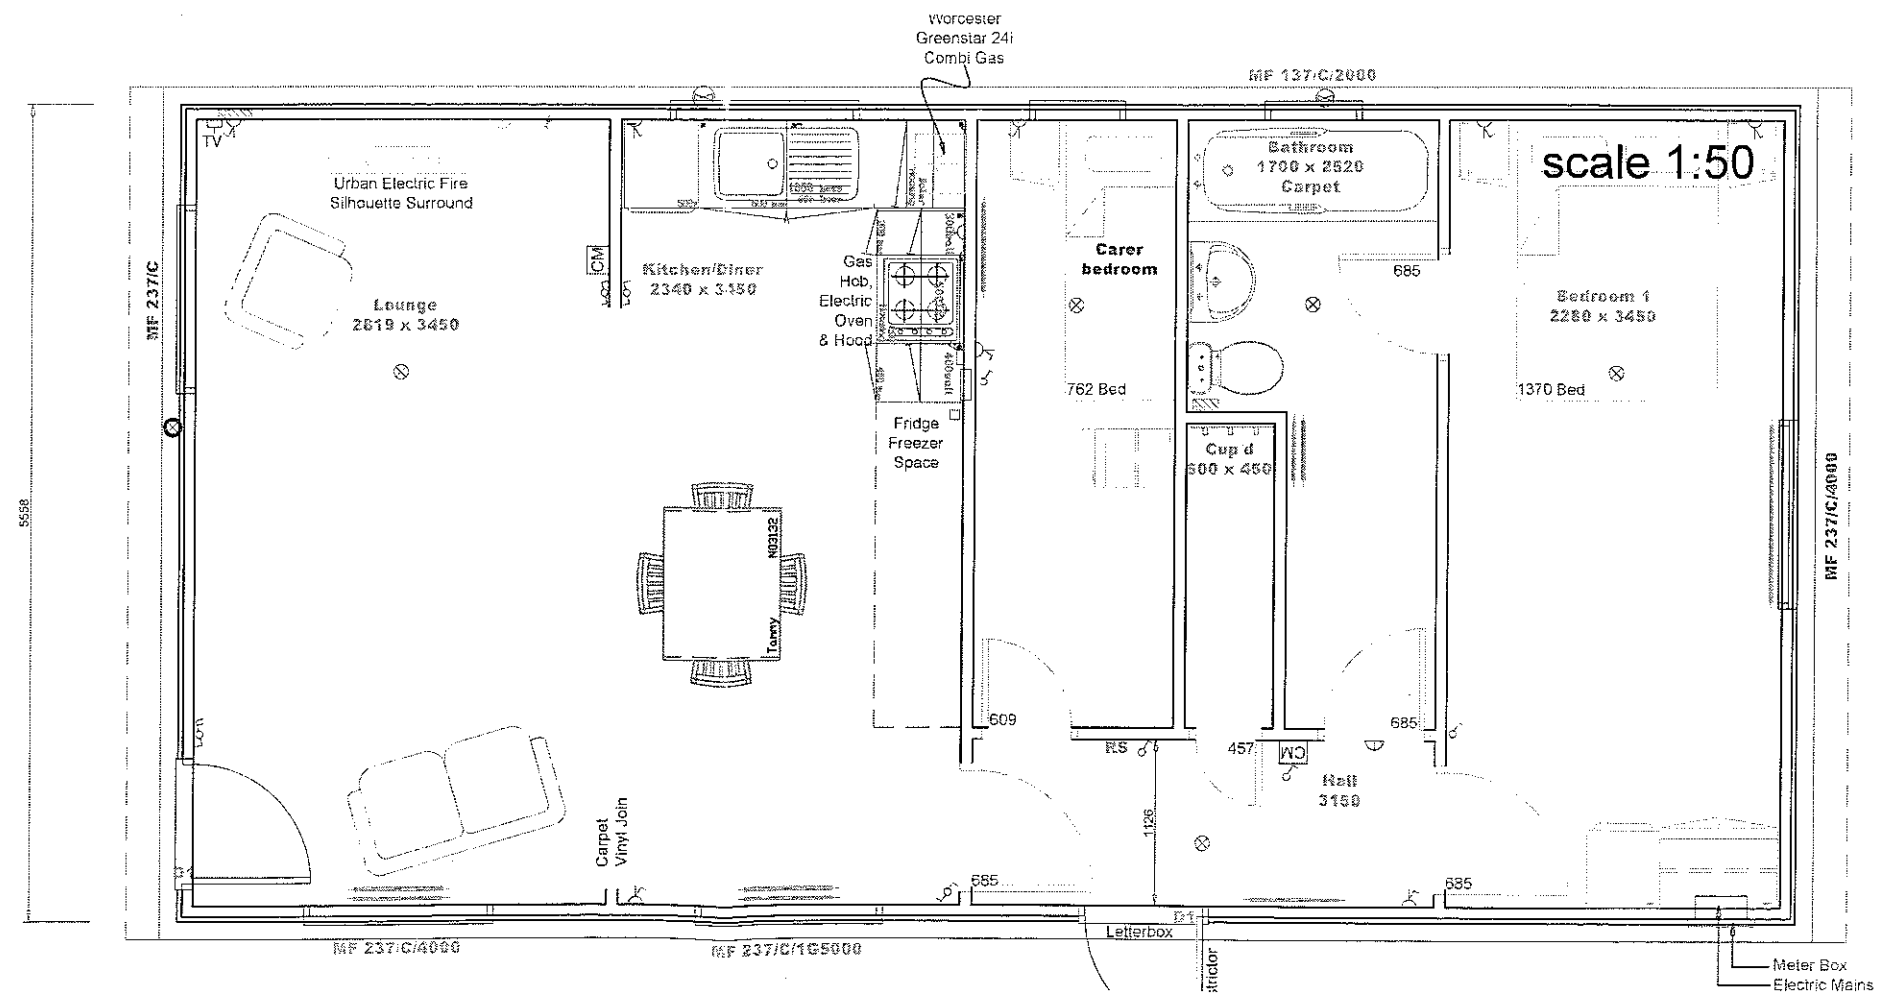 Worcester
Greenstar 24i
Combi Gas
MF 137/C/2000
TV
Urban Electric Fire
Silhouette Surround
scale 1:50
Bathroom
1700 x 2520
Carpet
MF 237/C
CM
Kitchen/Diner
2340 x 3450
Gas
Hob,
Electric
Oven
& Hood
Carer
bedroom
685
Lounge
2819 x 3450
Bedroom 1
2280 x 3450
762 Bed
1370 Bed
Fridge
Freezer
Space
Cup'd
600 x 450
MF 237/C/4000
5558
N03132
Tammy
609
RS
457
CM
685
Hall
3150
1126
Carpet
Vinyl Join
685
685
D1
Letterbox
MF 237/C/4000
MF 237/C/1G5000
Meter Box
Electric Mains